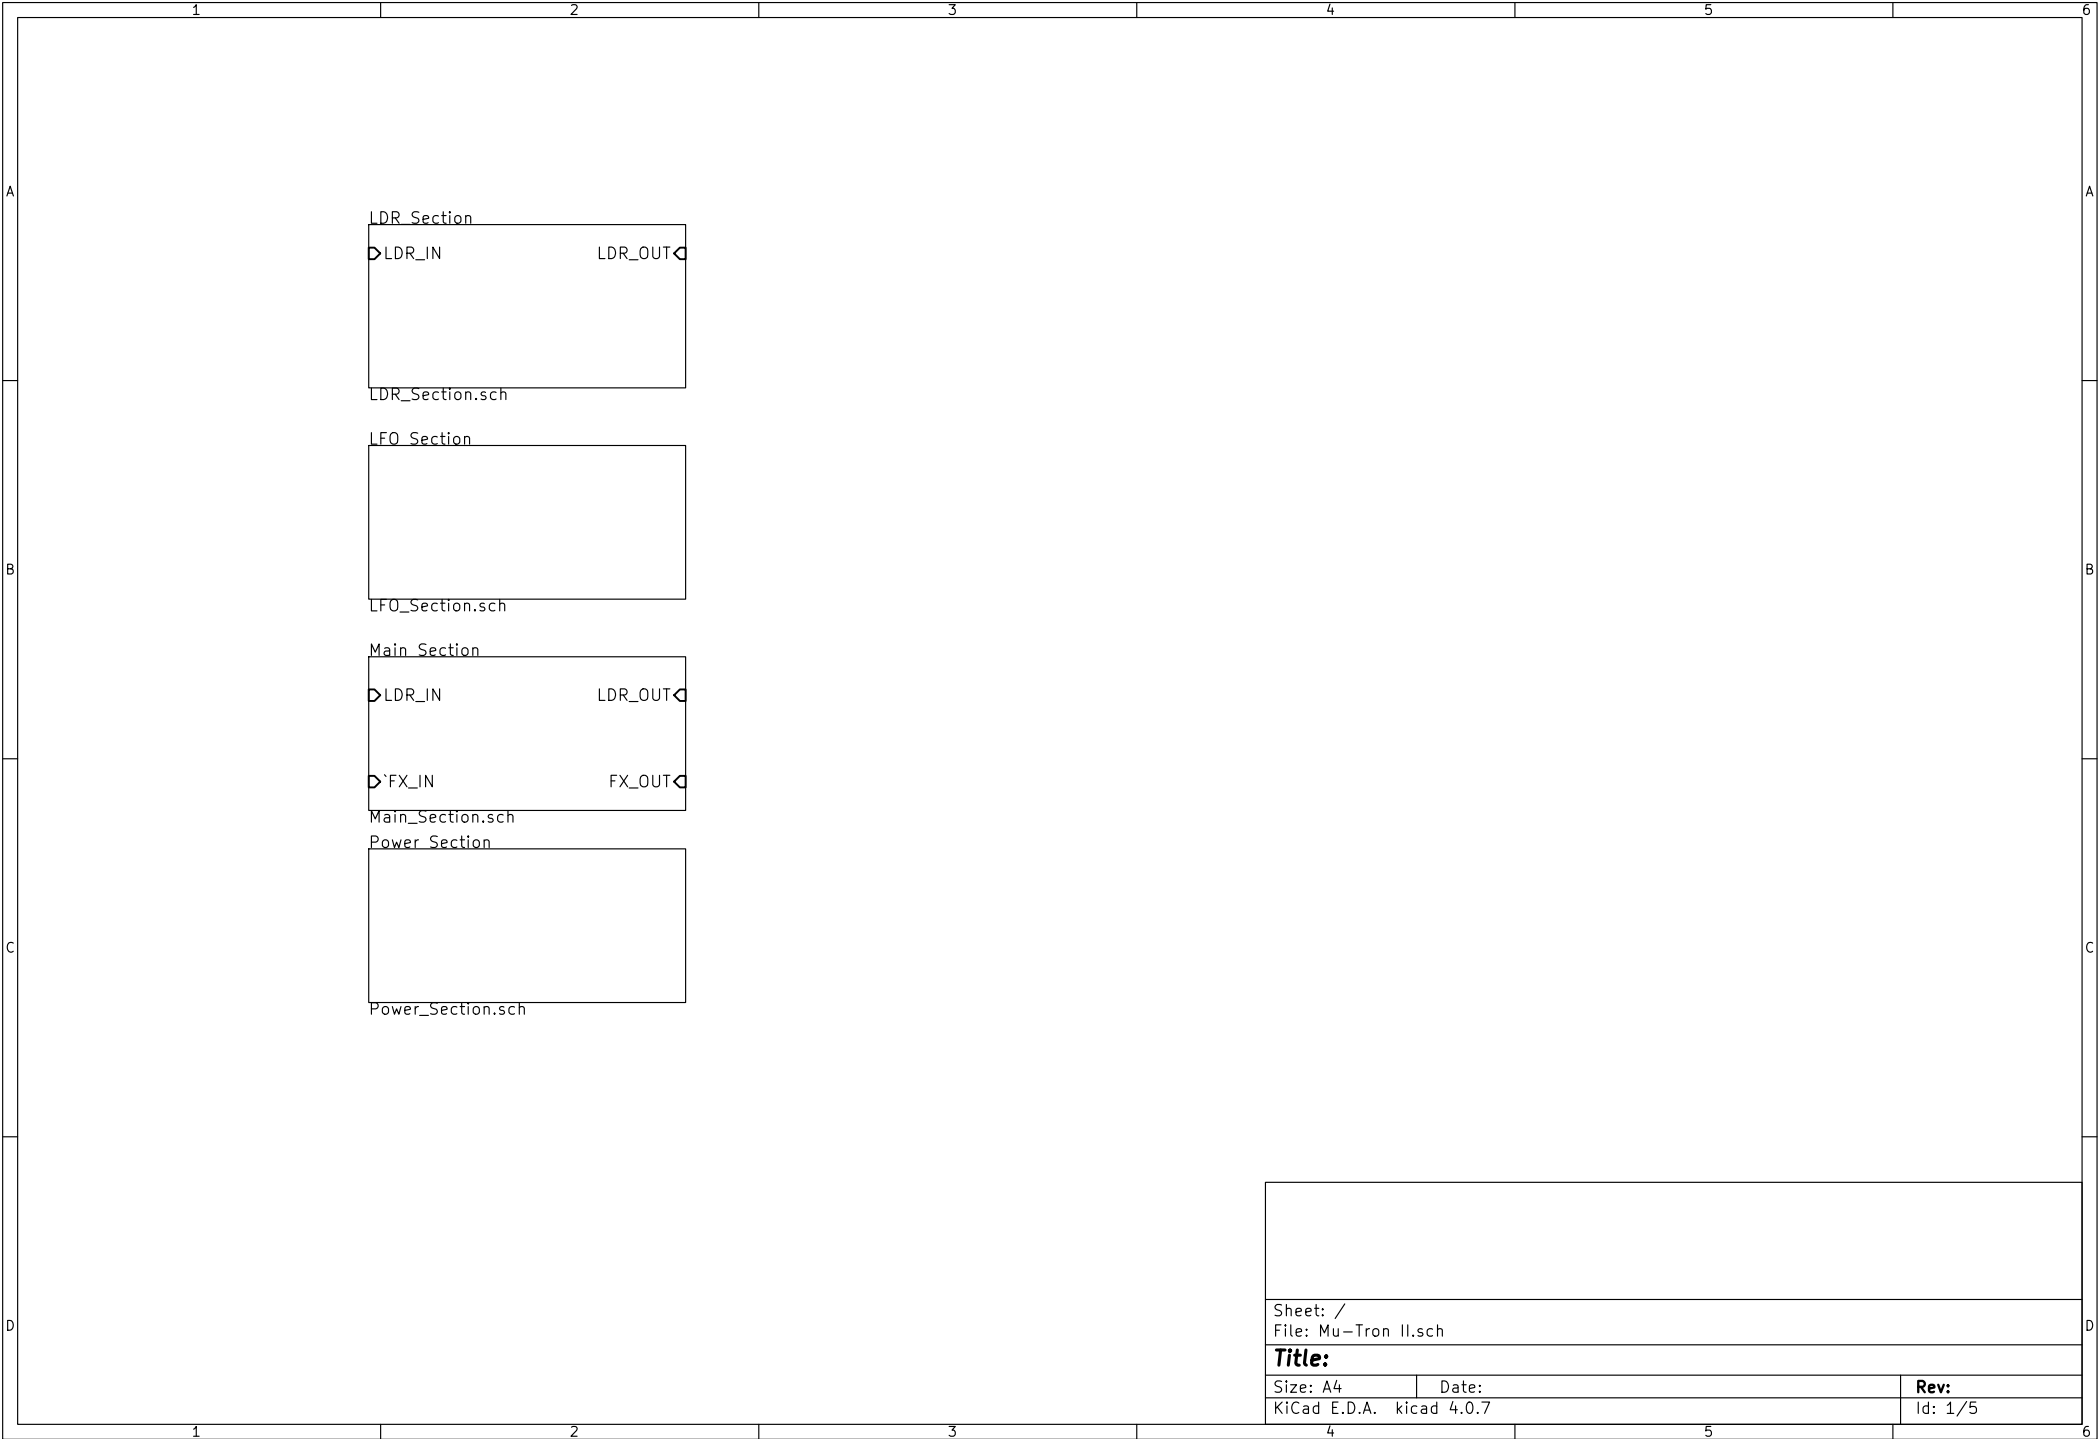 1 2 3 4 5 6
A A
LDR Section
LDR_IN LDR_OUT
LDR_Section.sch
LFO Section
B B
LFO_Section.sch
Main Section
LDR_IN LDR_OUT
`FX_IN FX_OUT
Main_Section.sch
Power Section
C C
Power_Section.sch
Sheet: /
D D
File: Mu-Tron II.sch
Title:
Size: A4 Date: Rev:
KiCad E.D.A. kicad 4.0.7 Id: 1/5
1 2 3 4 5 6